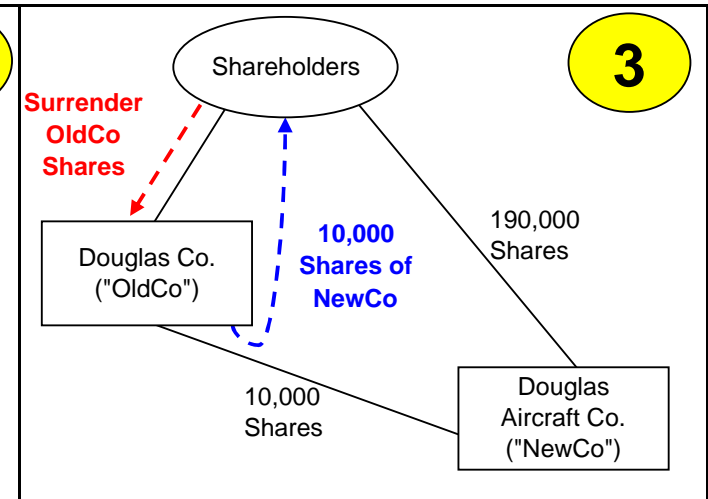 Shareholders
3
Surrender
OldCo
Shares
190,000
Shares
10,000
Shares of
NewCo
Douglas Co.
("OldCo")
10,000
Shares
Douglas
Aircraft Co.
("NewCo")